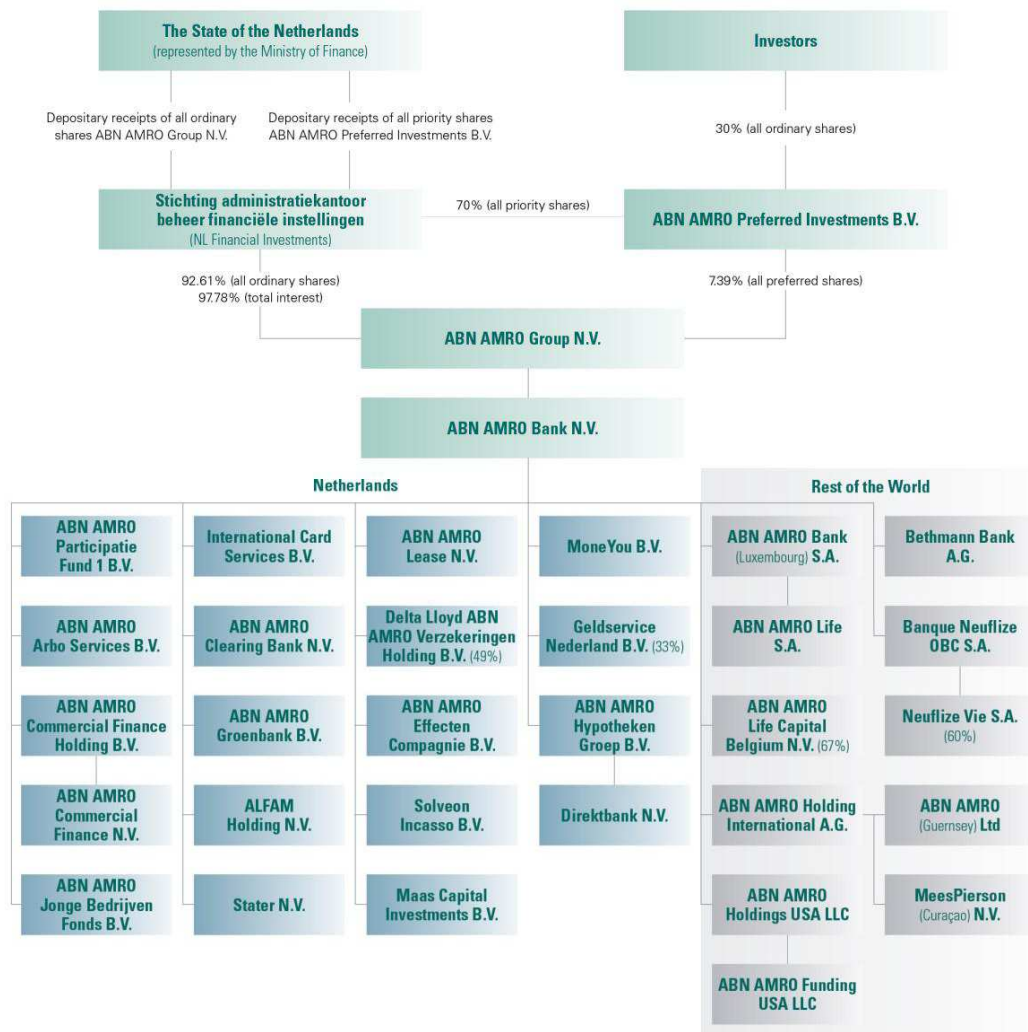 The State of the Netherlands
(represented by the Ministry of Finance)
Investors
Depositary receipts of all ordinary
shares ABN AMRO Group N.V.
Depositary receipts of all priority shares
ABN AMRO Preferred Investments B.V.
30% (all ordinary shares)
Stichting administratiekantoor
beheer financiële instellingen
(NL Financial Investments)
70% (all priority shares)
ABN AMRO Preferred Investments B.V.
92.61% (all ordinary shares)
97.78% (total interest)
7.39% (all preferred shares)
ABN AMRO Group N.V.
ABN AMRO Bank N.V.
Netherlands
Rest of the World
ABN AMRO
Participatie
Fund 1 B.V.
International Card
Services B.V.
ABN AMRO
Lease N.V.
MoneYou B.V.
ABN AMRO Bank
(Luxembourg) S.A.
Bethmann Bank
A.G.
ABN AMRO
Arbo Services B.V.
ABN AMRO
Clearing Bank N.V.
Delta Lloyd ABN
AMRO Verzekeringen
Holding B.V. (49%)
Geldservice
Nederland B.V. (33%)
ABN AMRO Life
S.A.
Banque Neuflize
OBC S.A.
ABN AMRO
Commercial Finance
Holding B.V.
ABN AMRO
Groenbank B.V.
ABN AMRO
Effecten
Compagnie B.V.
ABN AMRO
Hypotheken
Groep B.V.
ABN AMRO
Life Capital
Belgium N.V. (67%)
Neuflize Vie S.A.
(60%)
ABN AMRO
Commercial
Finance N.V.
ALFAM
Holding N.V.
Solveon
Incasso B.V.
Direktbank N.V.
ABN AMRO Holding
International A.G.
ABN AMRO
(Guernsey) Ltd
ABN AMRO
Jonge Bedrijven
Fonds B.V.
Stater N.V.
Maas Capital
Investments B.V.
ABN AMRO
Holdings USA LLC
MeesPierson
(Curaçao) N.V.
ABN AMRO Funding
USA LLC